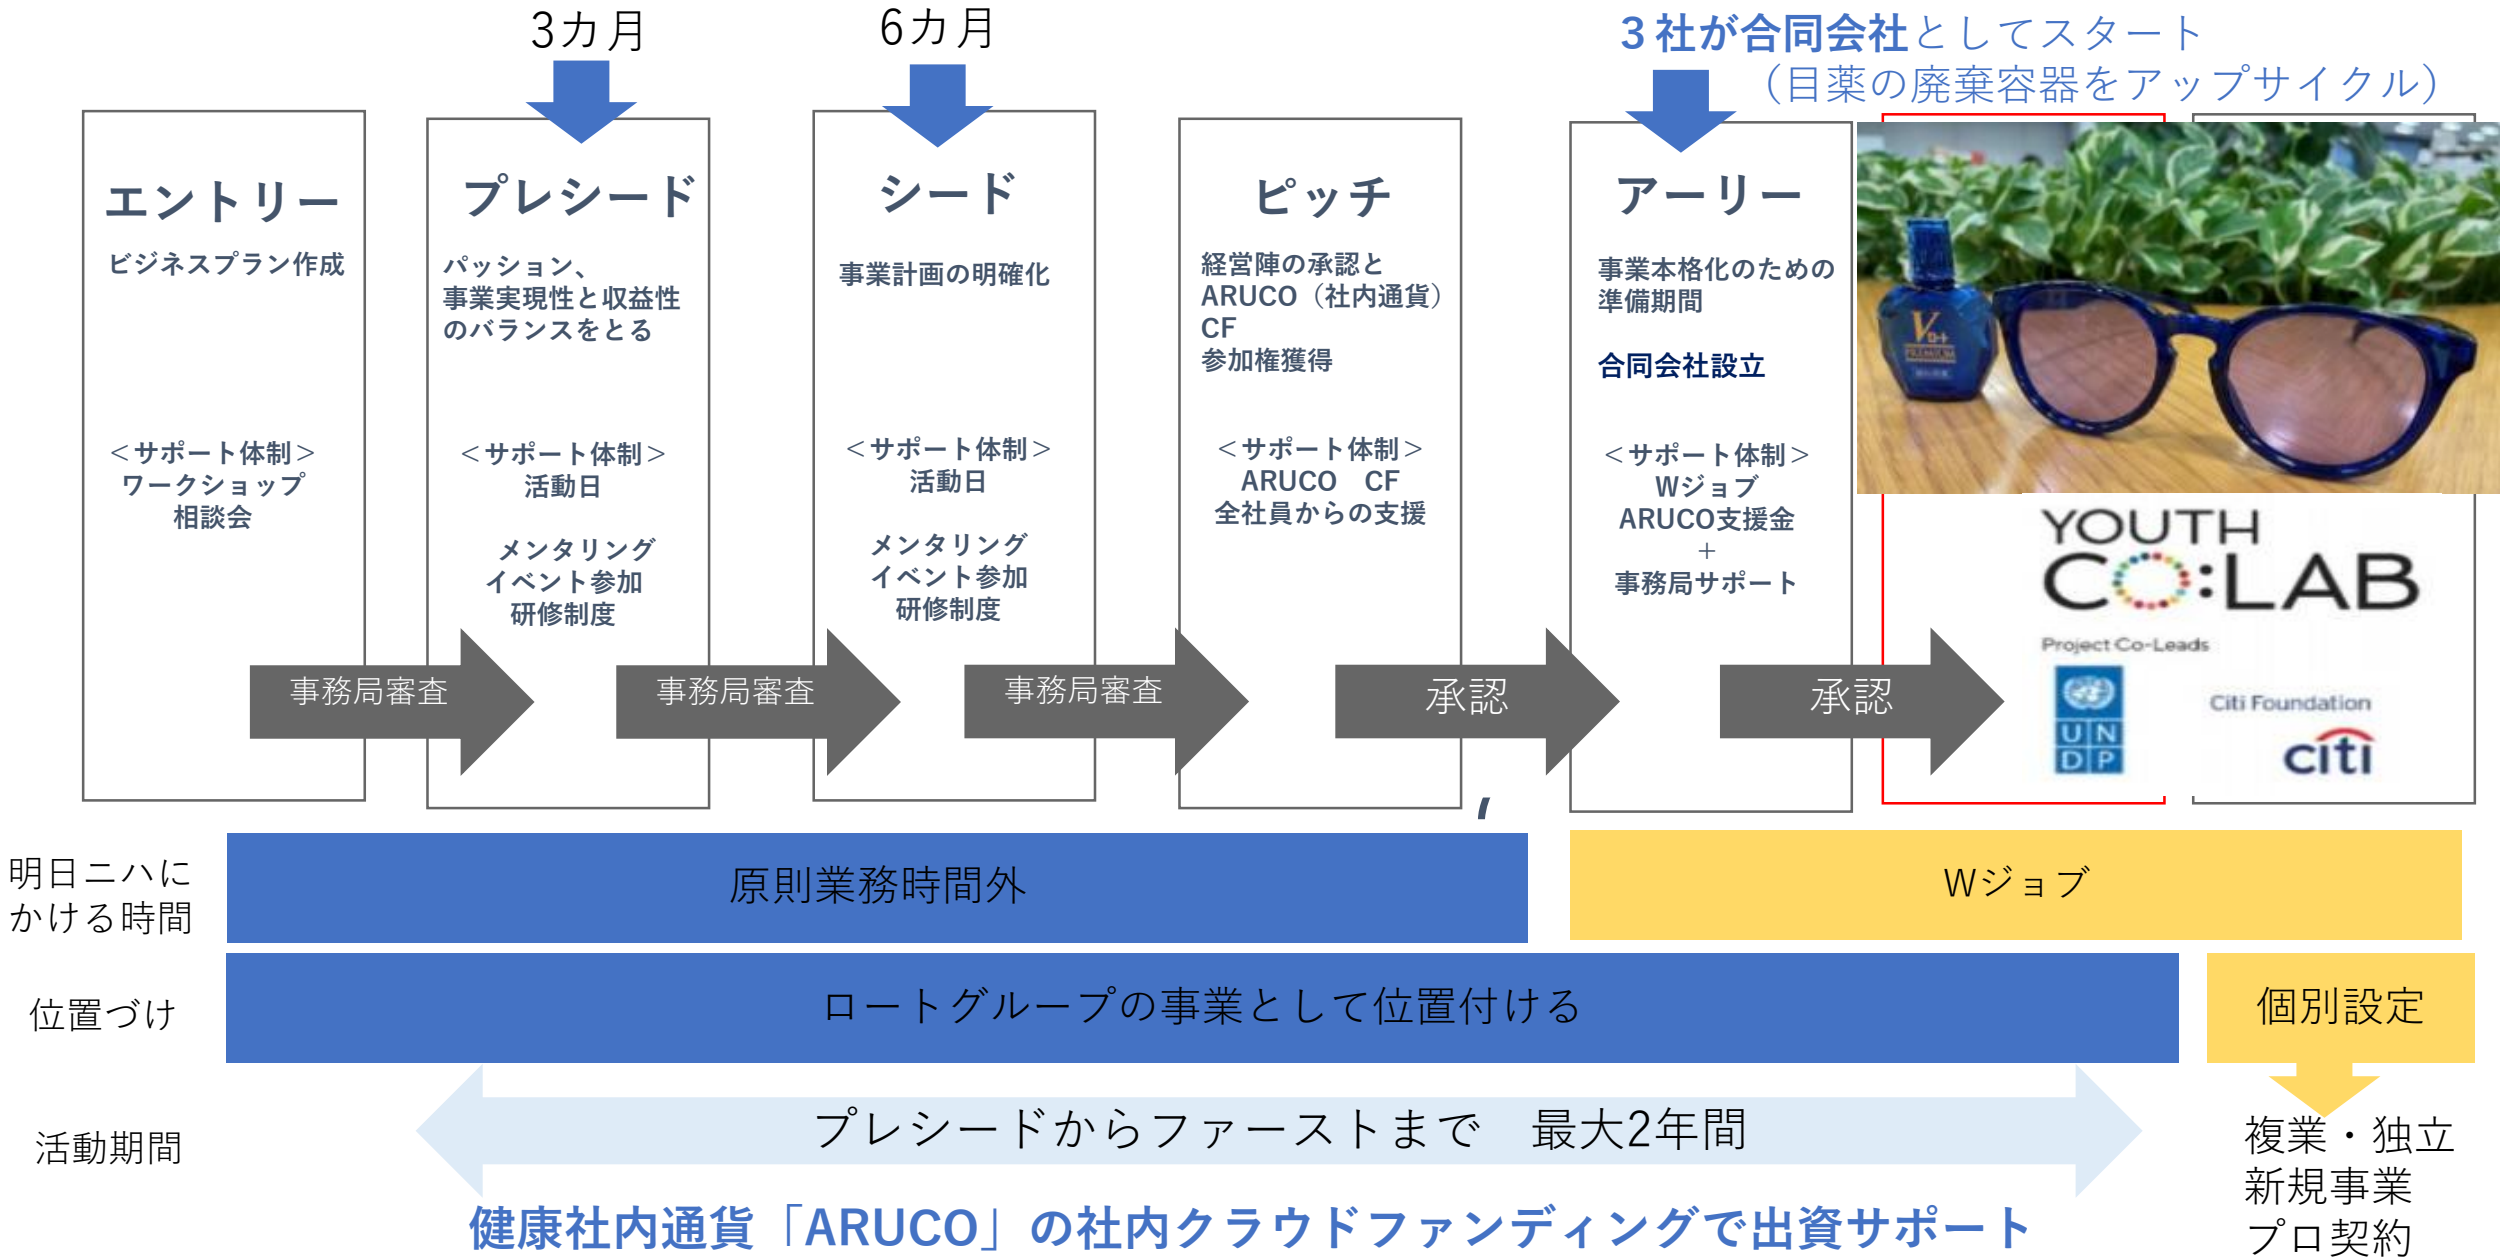 3カ月
6カ月
３社が合同会社としてスタート
（目薬の廃棄容器をアップサイクル）
エントリー
ビジネスプラン作成
＜サポート体制＞
ワークショップ
相談会
プレシード
パッション、
事業実現性と収益性
のバランスをとる
＜サポート体制＞
活動日
メンタリング
イベント参加
研修制度
シード
事業計画の明確化
＜サポート体制＞
活動日
メンタリング
イベント参加
研修制度
ピッチ
経営陣の承認と
ARUCO（社内通貨）
CF
参加権獲得
＜サポート体制＞
ARUCO　CF
全社員からの支援
アーリー
事業本格化のための
準備期間
合同会社設立
＜サポート体制＞
Wジョブ
ARUCO支援金
＋
事務局サポート
V
ロート
PREMIUM
YOUTH
CO:LAB
Project Co-Leads
UN
DP
Citi Foundation
citi
事務局審査
事務局審査
事務局審査
承認
承認
明日ニハに
かける時間
原則業務時間外
Wジョブ
位置づけ
ロートグループの事業として位置付ける
個別設定
活動期間
プレシードからファーストまで　最大2年間
複業・独立
新規事業
プロ契約
健康社内通貨「ARUCO」の社内クラウドファンディングで出資サポート